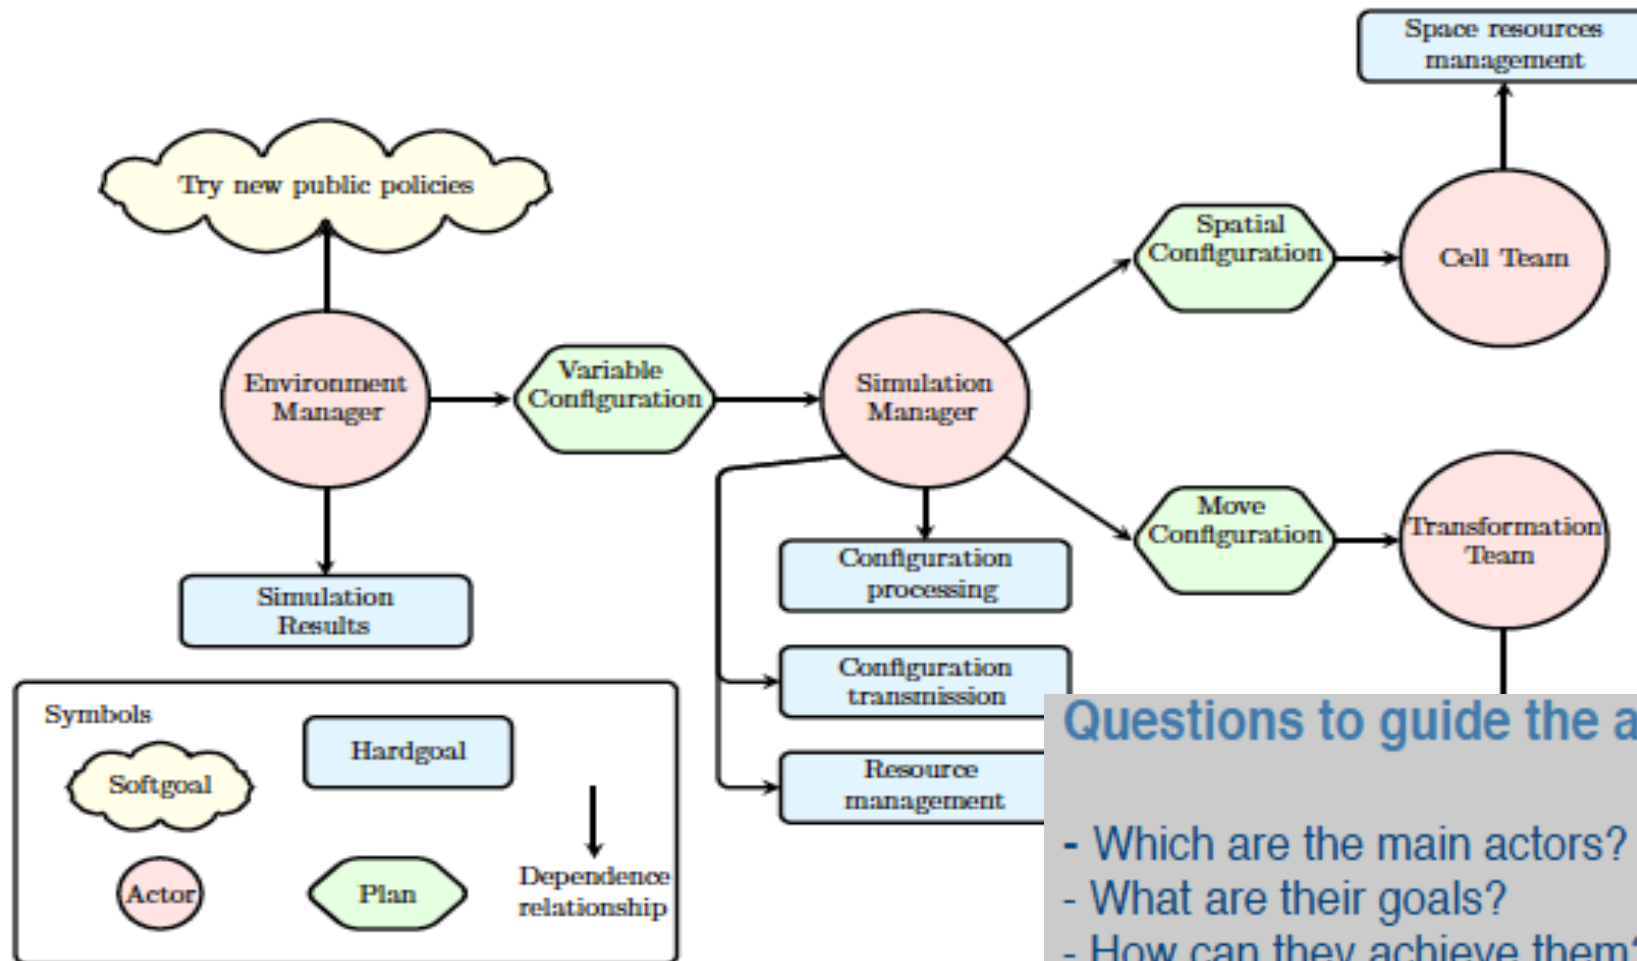 Space resources
management
Try new public policies
Spatial
Configuration
Cell Team
Environment
Manager
Variable
Configuration
Simulation
Manager
Move
Configuration
Transformation
Team
Simulation
Results
Configuration
processing
Configuration
transmission
Resource
management
Symbols
Softgoal
Hardgoal
Actor
Plan
Dependence
relationship
Questions to guide the a
- Which are the main actors?
- What are their goals?
- How can they achieve them?